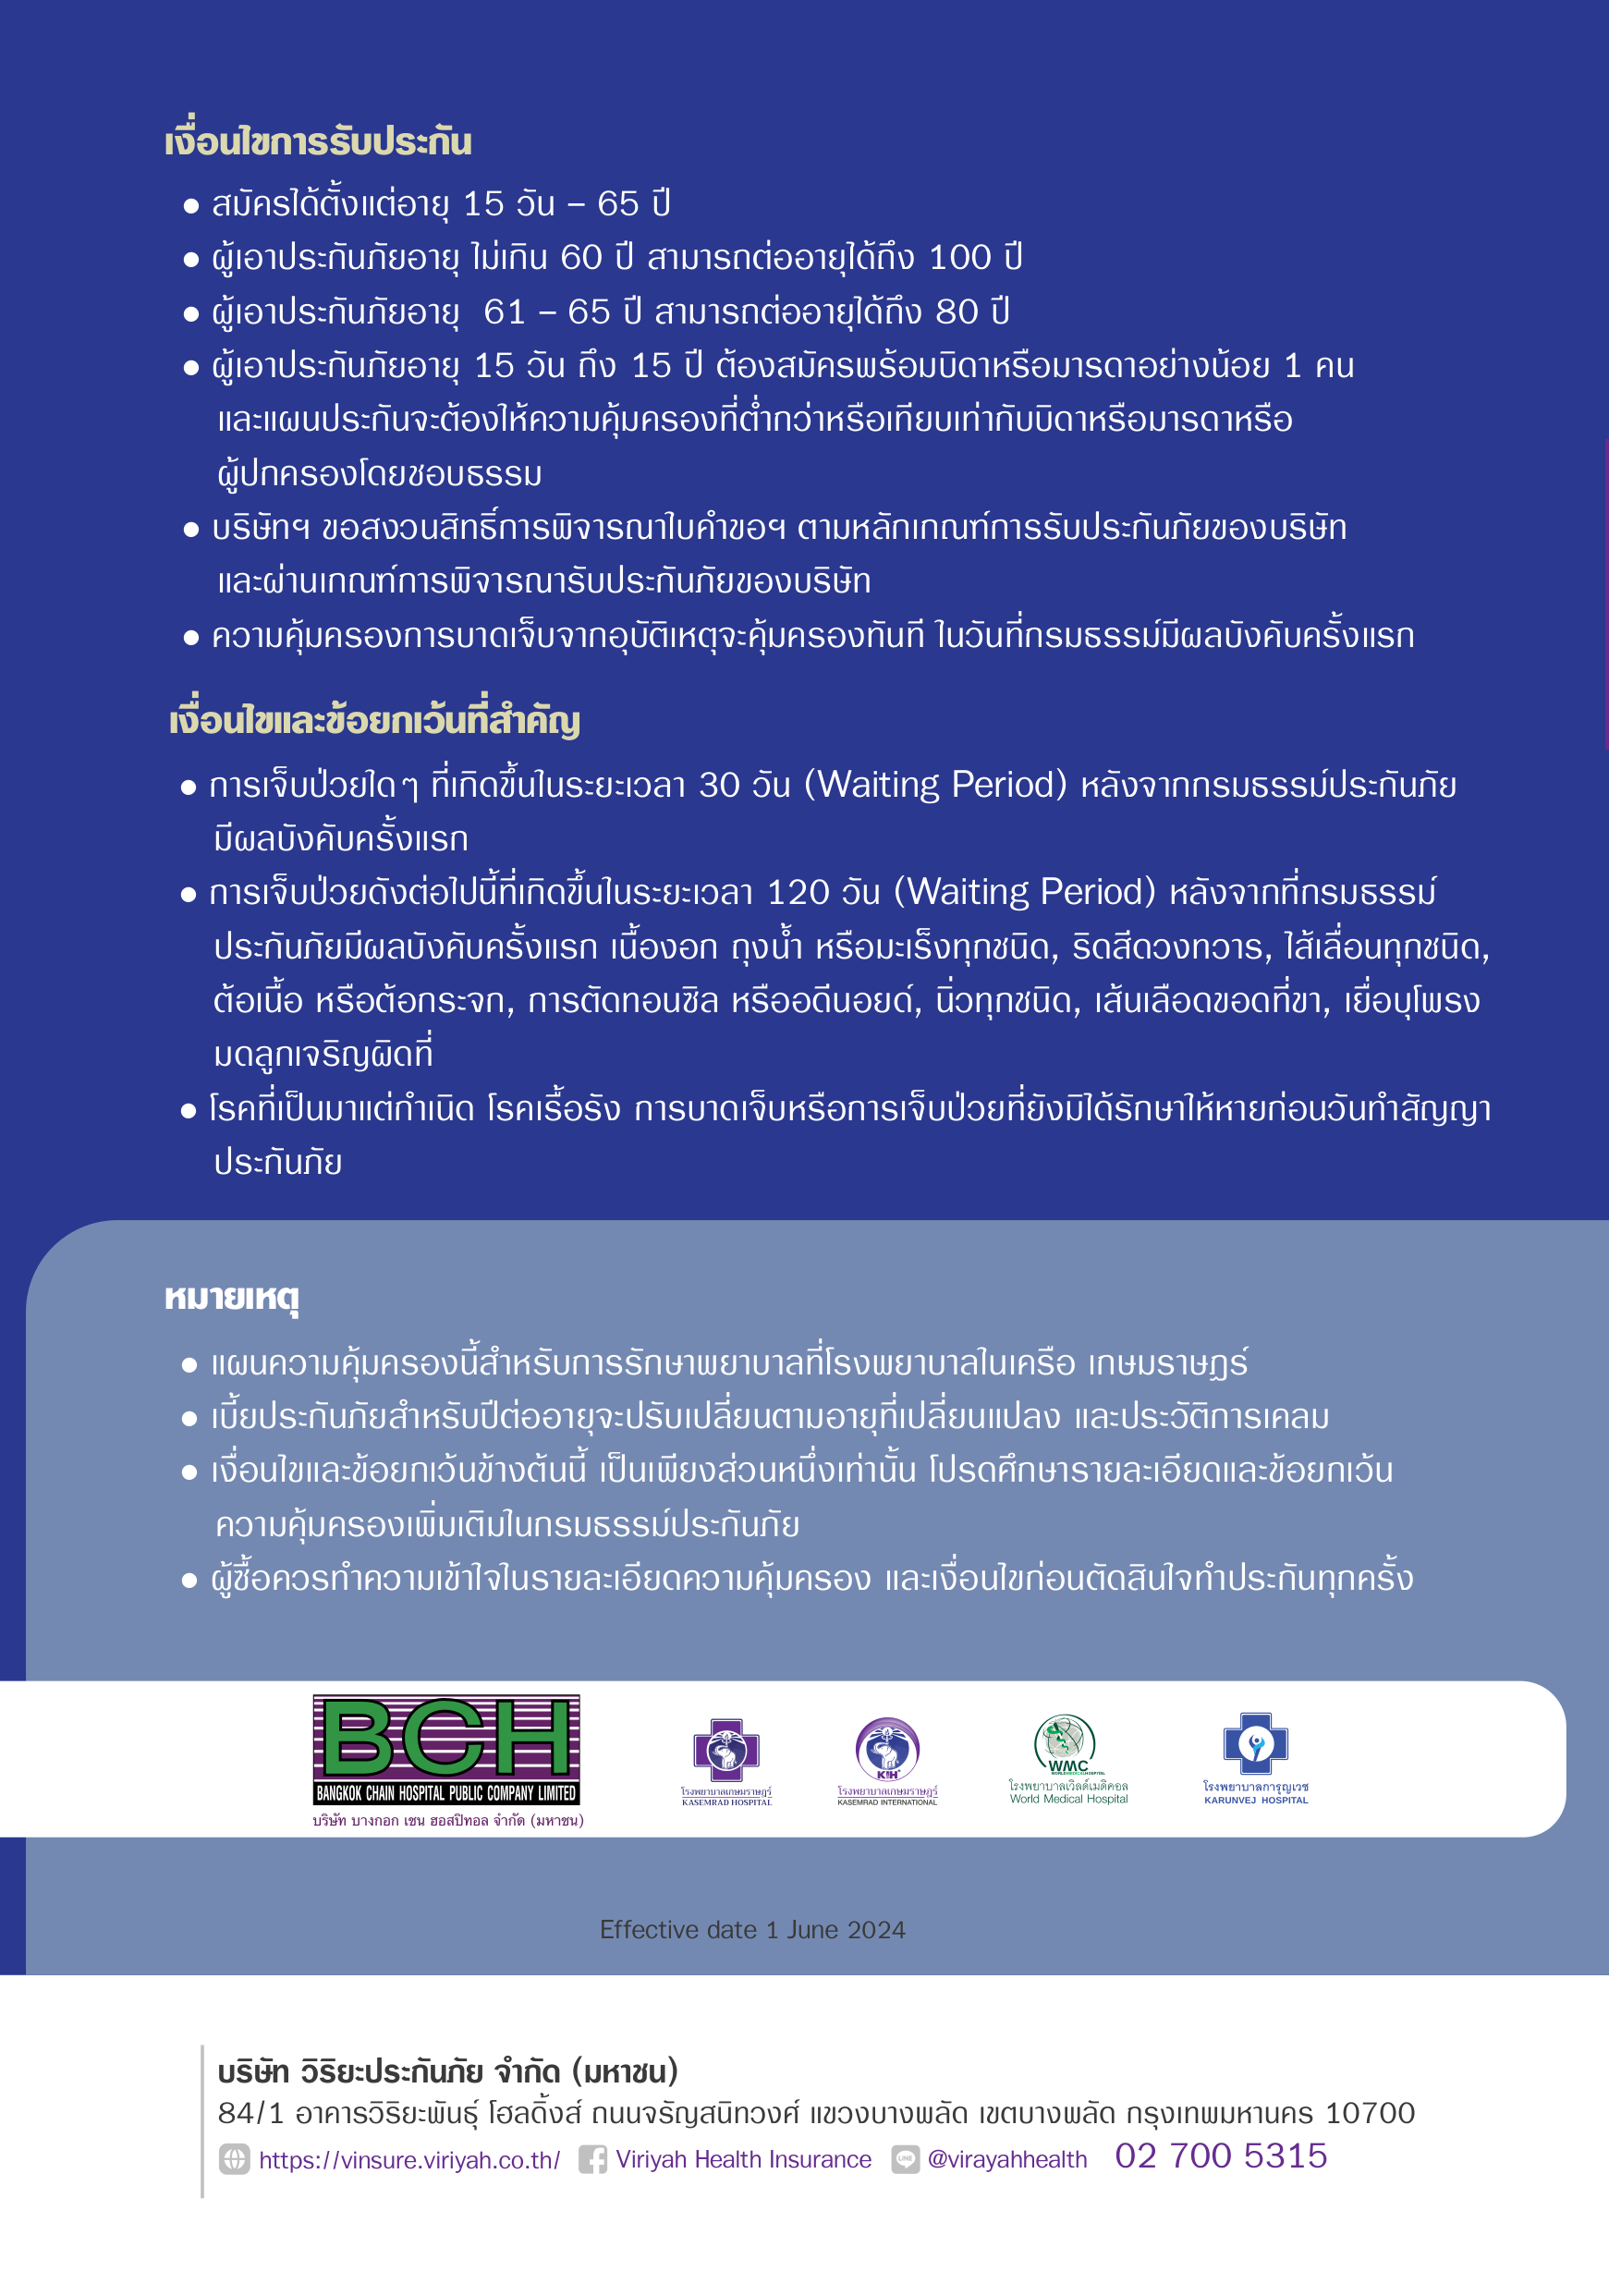 เงื่อนไขการรับประกัน
● สมัครได้ตั้งแต่อายุ 15 วัน – 65 ปี
● ผู้เอาประกันภัยอายุ ไม่เกิน 60 ปี สามารถต่ออายุได้ถึง 100 ปี
● ผู้เอาประกันภัยอายุ 61 – 65 ปี สามารถต่ออายุได้ถึง 80 ปี
● ผู้เอาประกันภัยอายุ 15 วัน ถึง 15 ปี ต้องสมัครพร้อมบิดาหรือมารดาอย่างน้อย 1 คน
และแผนประกันจะต้องให้ความคุ้มครองที่ต่ำกว่าหรือเทียบเท่ากับบิดาหรือมารดาหรือ
ผู้ปกครองโดยชอบธรรม
● บริษัทฯ ขอสงวนสิทธิ์การพิจารณาใบคำขอฯ ตามหลักเกณฑ์การรับประกันภัยของบริษัท
และผ่านเกณฑ์การพิจารณารับประกันภัยของบริษัท
● ความคุ้มครองการบาดเจ็บจากอุบัติเหตุจะคุ้มครองทันที ในวันที่กรมธรรม์มีผลบังคับครั้งแรก
เงื่อนไขและข้อยกเว้นที่สำคัญ
● การเจ็บป่วยใดๆ ที่เกิดขึ้นในระยะเวลา 30 วัน (Waiting Period) หลังจากกรมธรรม์ประกันภัย
มีผลบังคับครั้งแรก
● การเจ็บป่วยดังต่อไปนี้ที่เกิดขึ้นในระยะเวลา 120 วัน (Waiting Period) หลังจากที่กรมธรรม์
ประกันภัยมีผลบังคับครั้งแรก เนื้องอก ถุงน้ำ หรือมะเร็งทุกชนิด, ริดสีดวงทวาร, ไส้เลื่อนทุกชนิด,
ต้อเนื้อ หรือต้อกระจก, การตัดทอนซิล หรืออดีนอยด์, นิ่วทุกชนิด, เส้นเลือดขอดที่ขา, เยื่อบุโพรง
มดลูกเจริญผิดที่
● โรคที่เป็นมาแต่กำเนิด โรคเรื้อรัง การบาดเจ็บหรือการเจ็บป่วยที่ยังมิได้รักษาให้หายก่อนวันทำสัญญา
ประกันภัย
หมายเหตุ
● แผนความคุ้มครองนี้สำหรับการรักษาพยาบาลที่โรงพยาบาลในเครือ เกษมราษฎร์
● เบี้ยประกันภัยสำหรับปีต่ออายุจะปรับเปลี่ยนตามอายุที่เปลี่ยนแปลง และประวัติการเคลม
● เงื่อนไขและข้อยกเว้นข้างต้นนี้ เป็นเพียงส่วนหนึ่งเท่านั้น โปรดศึกษารายละเอียดและข้อยกเว้น
ความคุ้มครองเพิ่มเติมในกรมธรรม์ประกันภัย
● ผู้ซื้อควรทำความเข้าใจในรายละเอียดความคุ้มครอง และเงื่อนไขก่อนตัดสินใจทำประกันทุกครั้ง
BCH
BANGKOK CHAIN HOSPITAL PUBLIC COMPANY LIMITED
บริษัท บางกอก เชน ฮอสปิทอล จำกัด (มหาชน)
โรงพยาบาลเกษมราษฎร์
KASEMRAD HOSPITAL
KIH
โรงพยาบาลเกษมราษฎร์
KASEMRAD INTERNATIONAL
WMC
WORLD MEDICAL HOSPITAL
โรงพยาบาลเวิลด์เมดิคอล
World Medical Hospital
โรงพยาบาลการุญเวช
KARUNVEJ HOSPITAL
Effective date 1 June 2024
บริษัท วิริยะประกันภัย จำกัด (มหาชน)
84/1 อาคารวิริยะพันธุ์ โฮลดิ้งส์ ถนนจรัญสนิทวงศ์ แขวงบางพลัด เขตบางพลัด กรุงเทพมหานคร 10700
https://vinsure.viriyah.co.th/ Viriyah Health Insurance LINE @virayahhealth 02 700 5315